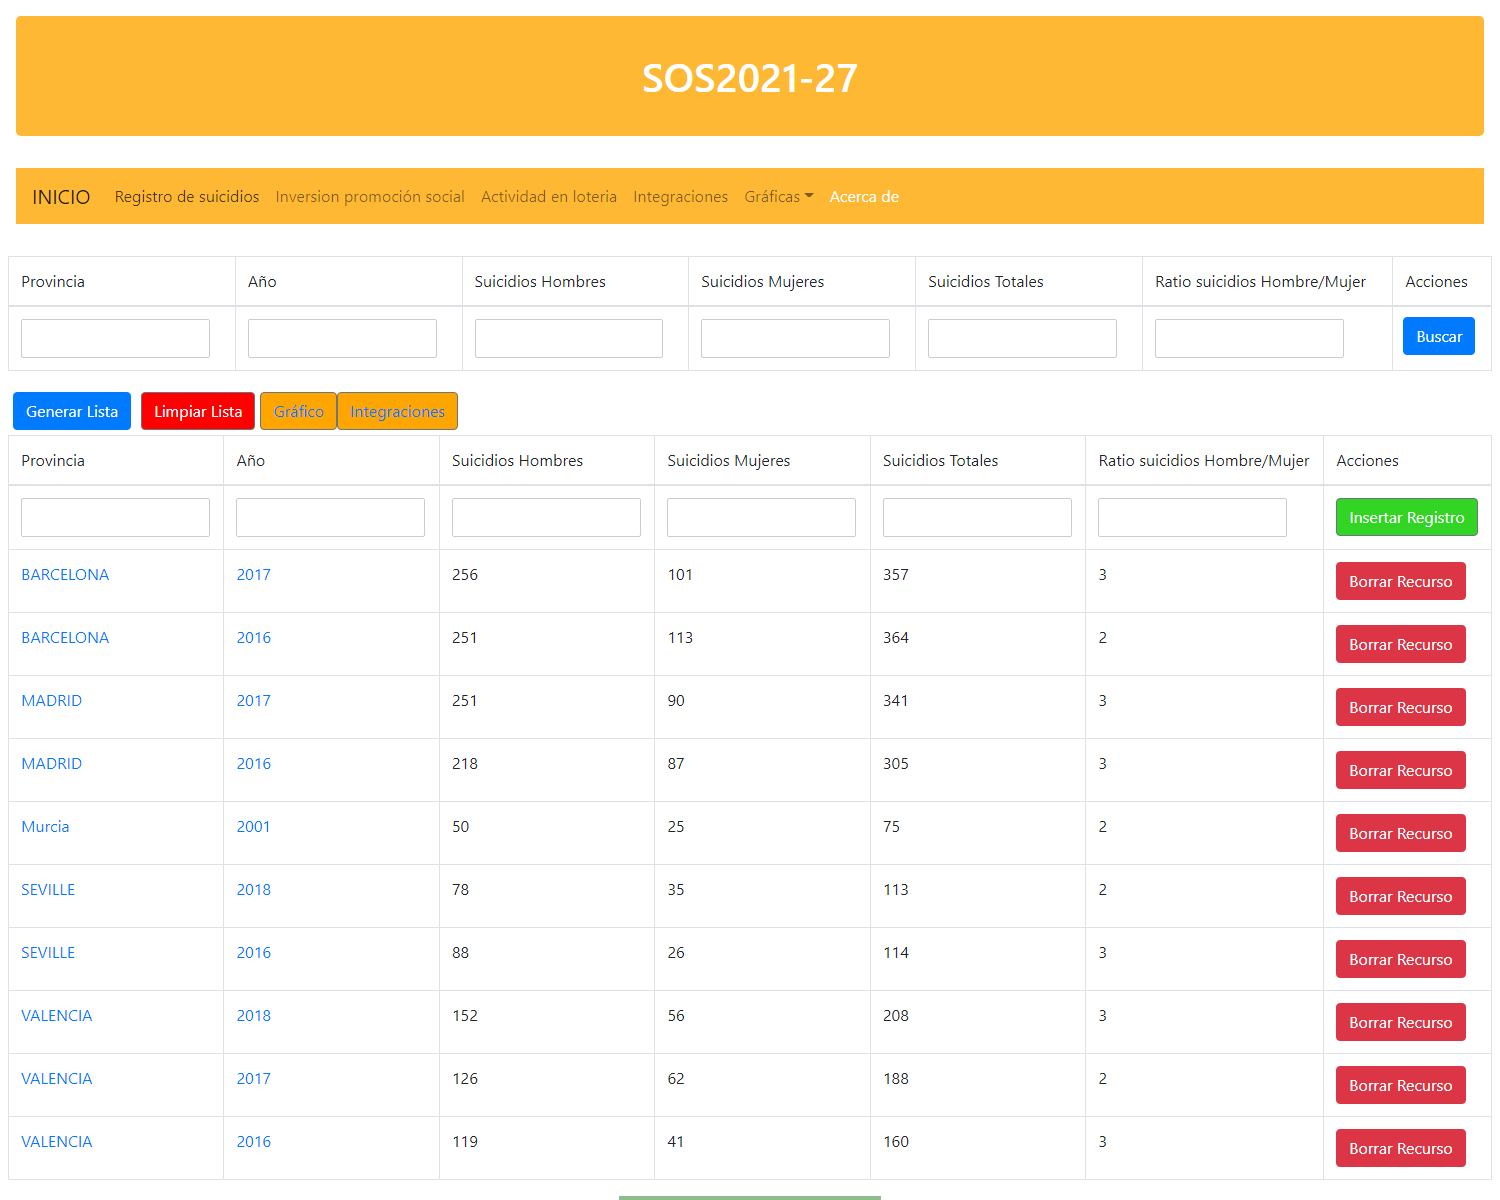 SOS2021-27
INICIO Registro de suicidios Inversion promoción social Actividad en loteria Integraciones Gráficas Acerca de
Provincia Año Suicidios Hombres Suicidios Mujeres Suicidios Totales Ratio suicidios Hombre/Mujer Acciones
Buscar
Generar Lista Limpiar Lista Gráfico Integraciones
Provincia Año Suicidios Hombres Suicidios Mujeres Suicidios Totales Ratio suicidios Hombre/Mujer Acciones
Insertar Registro
BARCELONA 2017 256 101 357 3 Borrar Recurso
BARCELONA 2016 251 113 364 2 Borrar Recurso
MADRID 2017 251 90 341 3 Borrar Recurso
MADRID 2016 218 87 305 3 Borrar Recurso
Murcia 2001 50 25 75 2 Borrar Recurso
SEVILLE 2018 78 35 113 2 Borrar Recurso
SEVILLE 2016 88 26 114 3 Borrar Recurso
VALENCIA 2018 152 56 208 3 Borrar Recurso
VALENCIA 2017 126 62 188 2 Borrar Recurso
VALENCIA 2016 119 41 160 3 Borrar Recurso